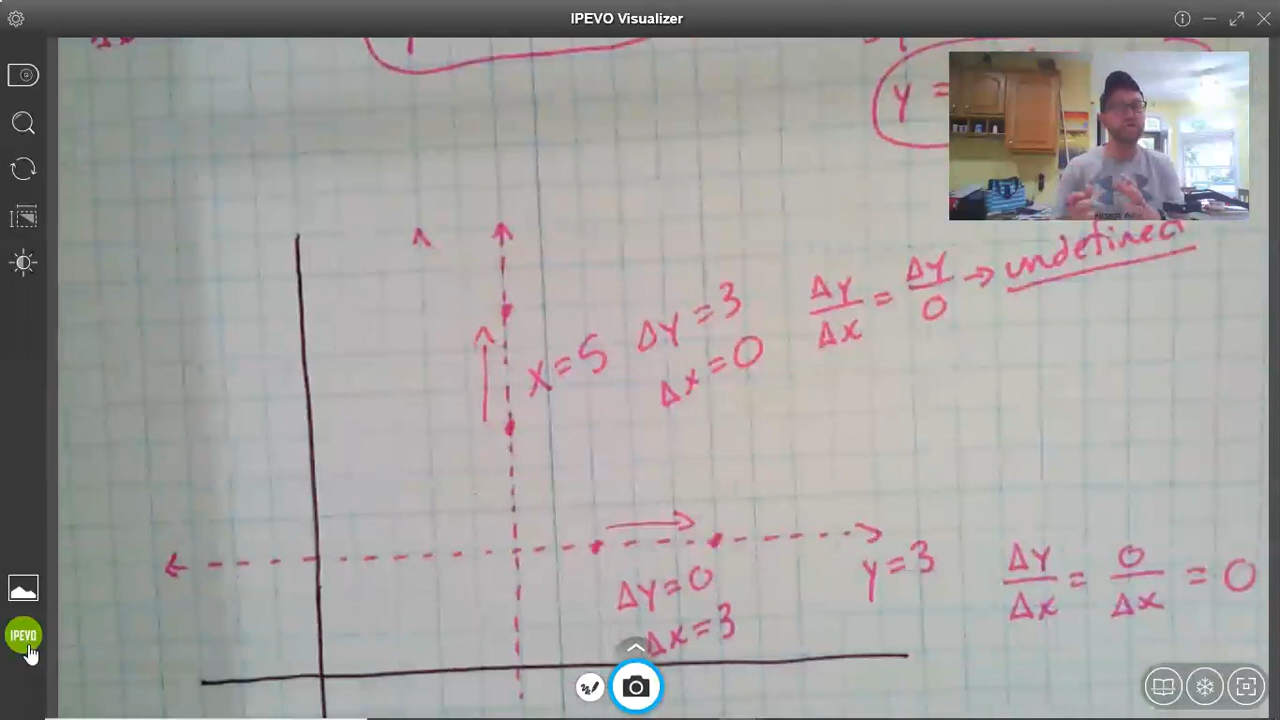 IPEVO Visualizer
y =
ΔY/ΔX = ΔY/0 → undefined
X=5 ΔY=3
ΔX=0
y=3
ΔY=0
ΔX=3
ΔY/ΔX = 0/ΔX = 0
IPEVO